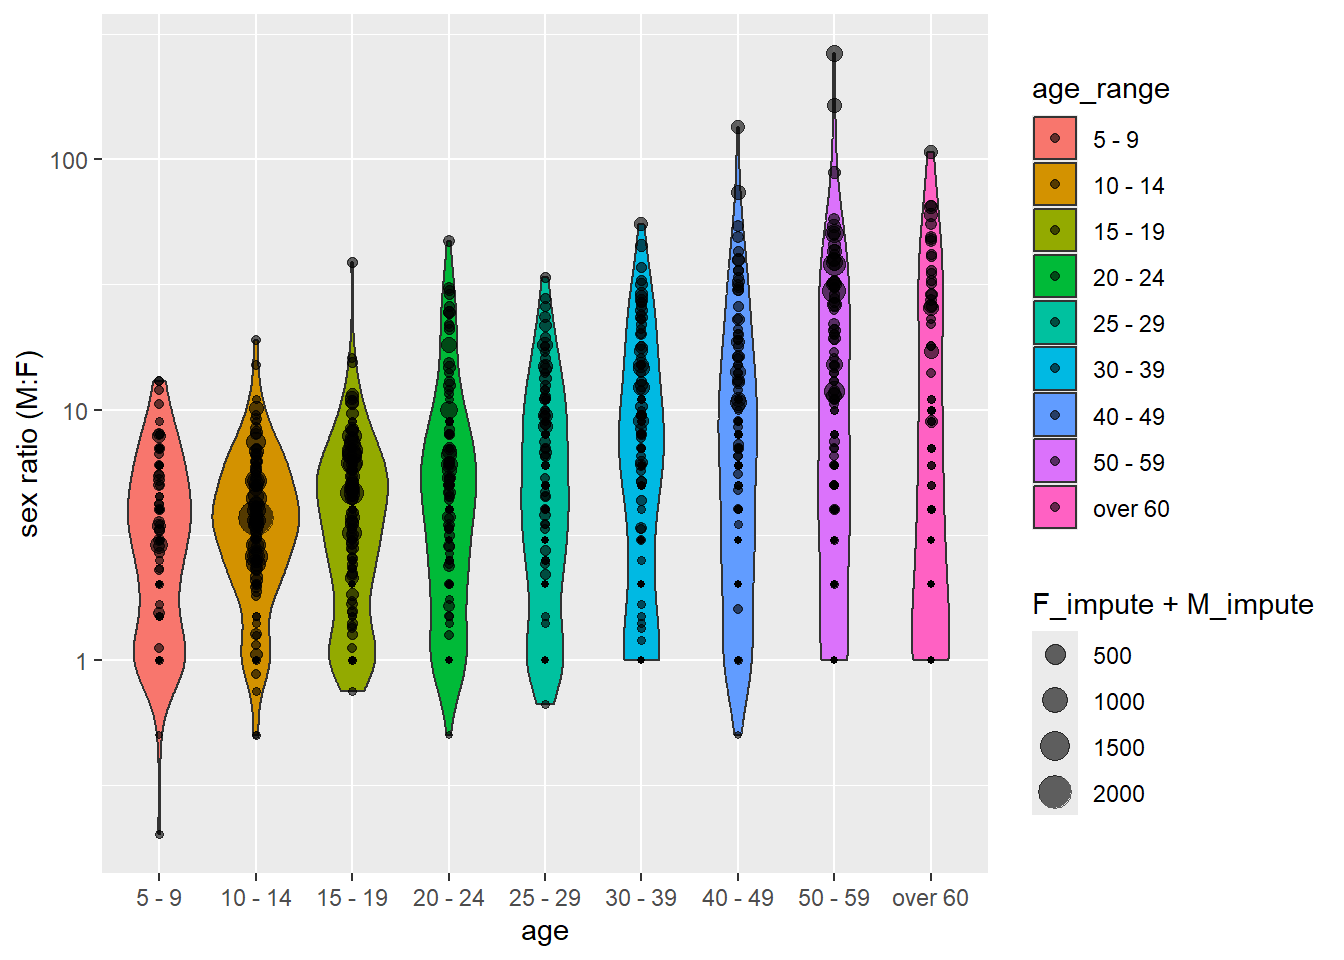 sex ratio (M:F)
100
10
1
5 - 9
10 - 14
15 - 19
20 - 24
25 - 29
30 - 39
40 - 49
50 - 59
over 60
age
age_range
5 - 9
10 - 14
15 - 19
20 - 24
25 - 29
30 - 39
40 - 49
50 - 59
over 60
F_impute + M_impute
500
1000
1500
2000